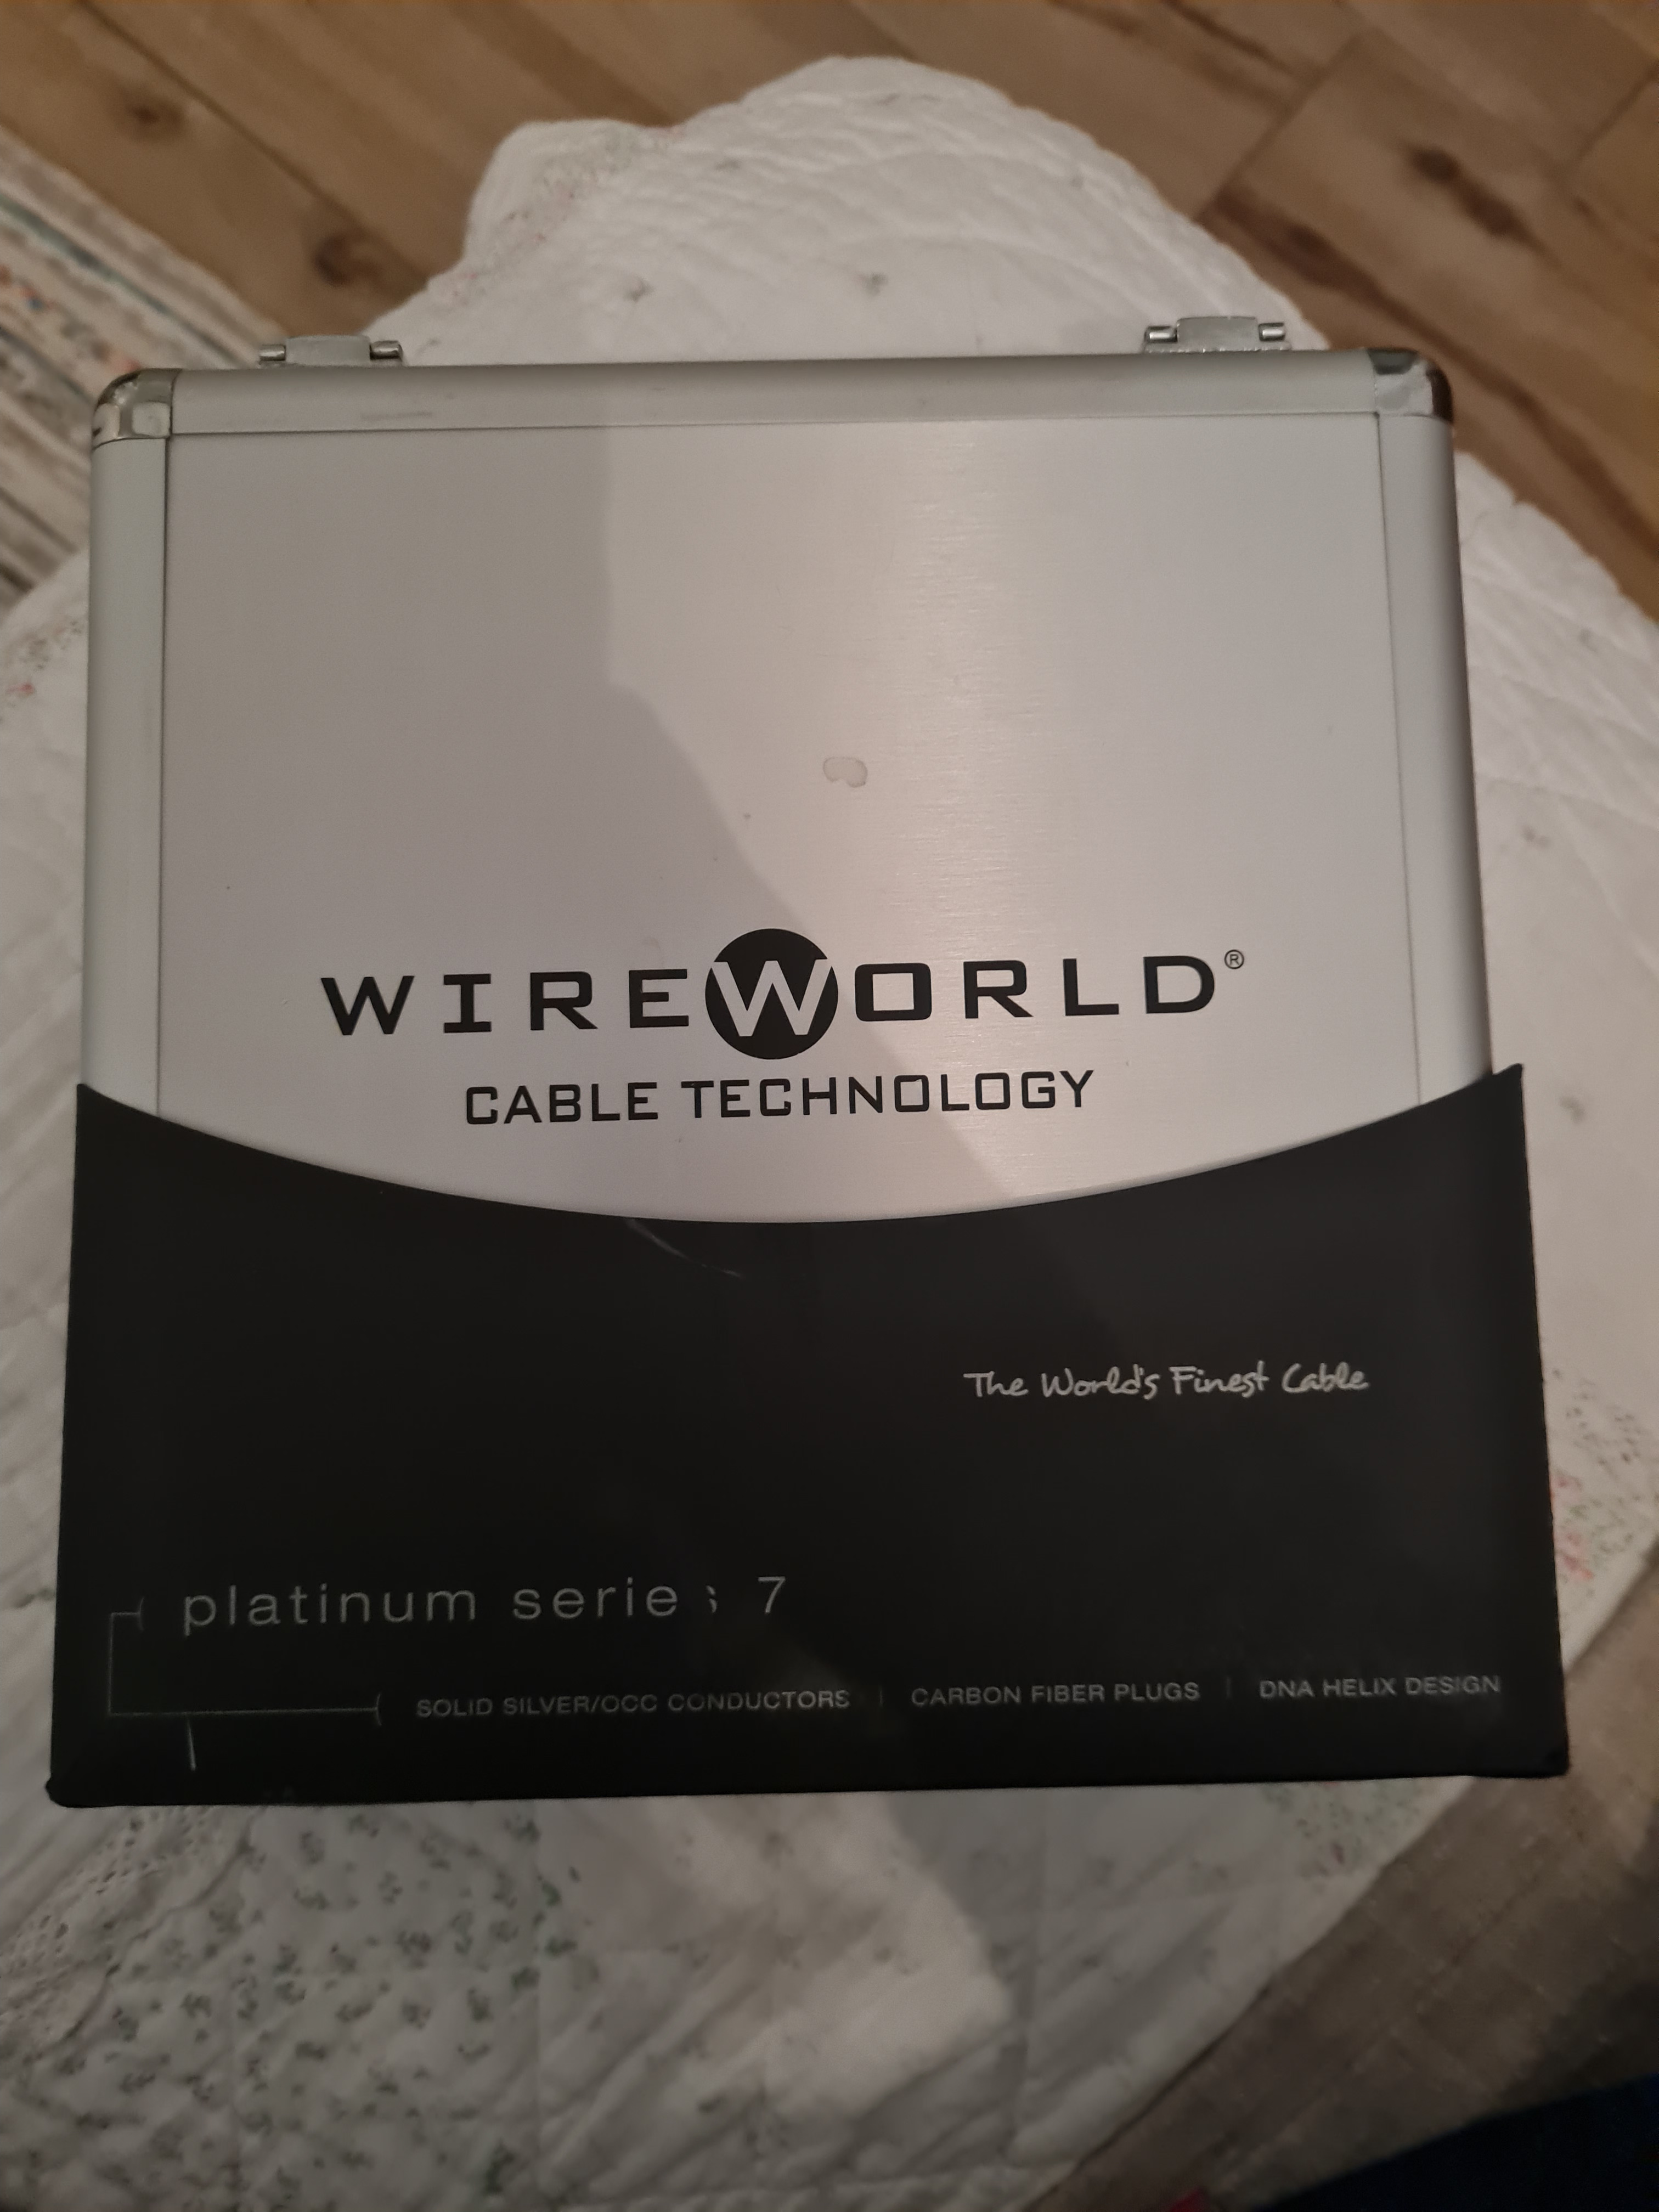 WIREWORLD®
CABLE TECHNOLOGY
The World's Finest Cable
platinum series 7
SOLID SILVER/OCC CONDUCTORS | CARBON FIBER PLUGS | DNA HELIX DESIGN